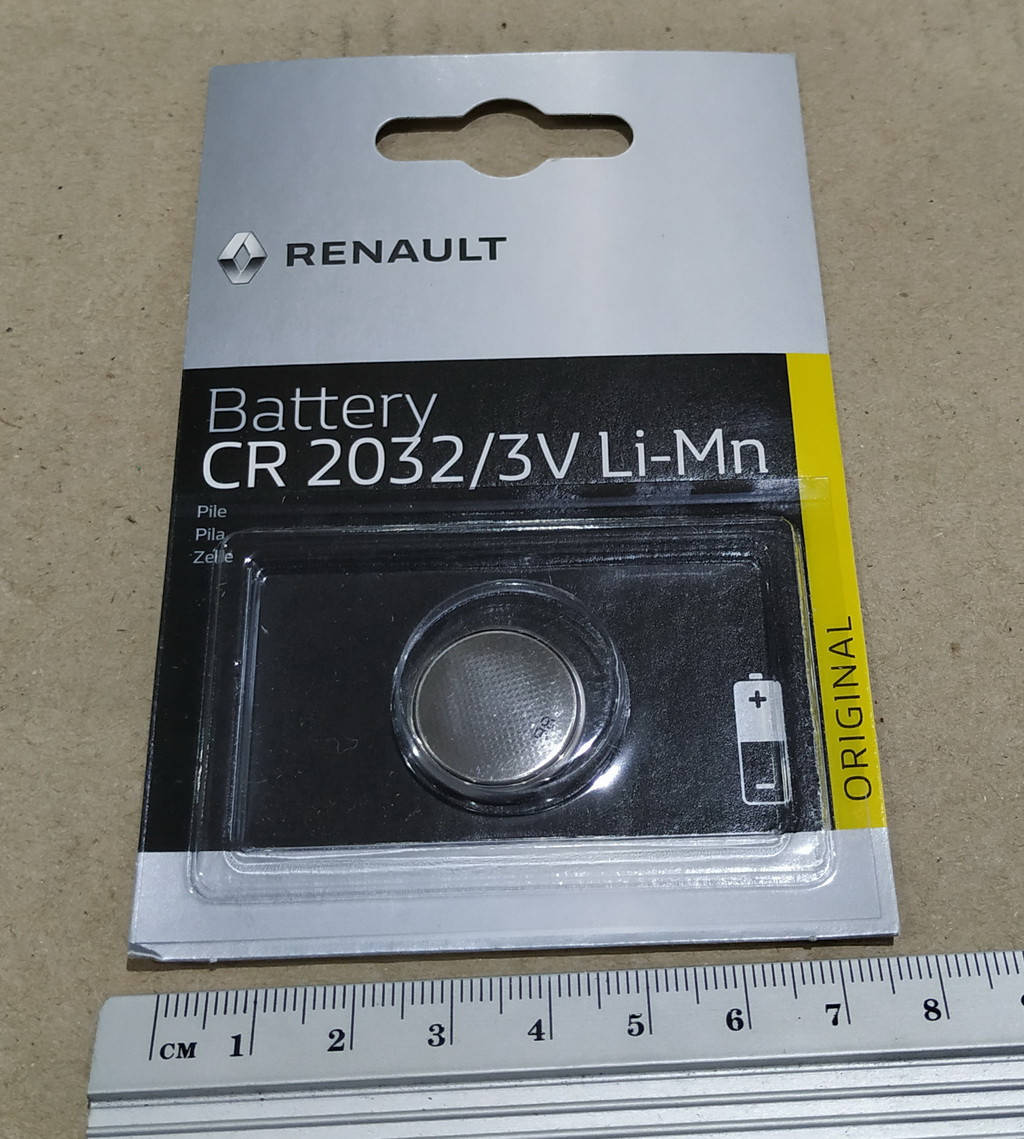 RENAULT
Battery
CR 2032/3V Li-Mn
Pile
Pila
Zelle
+
-
ORIGINAL
CM 1 2 3 4 5 6 7 8